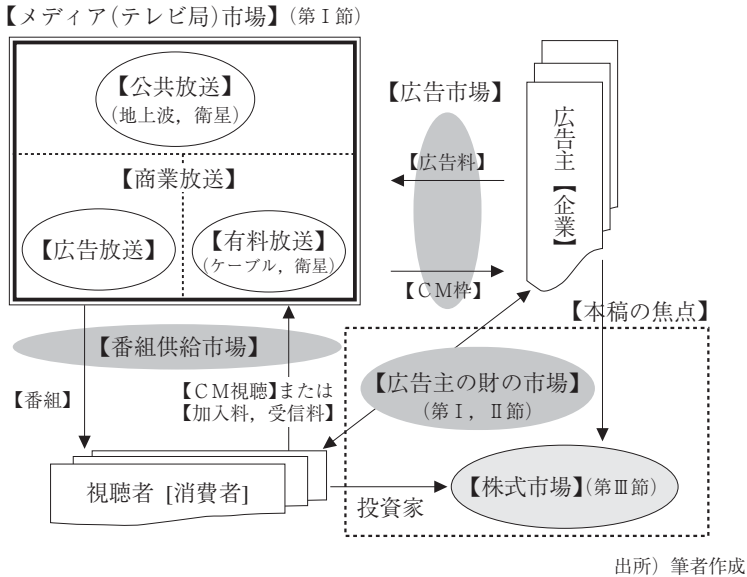 【メディア(テレビ局)市場】(第Ⅰ節)
【公共放送】
(地上波，衛星)
【商業放送】
【広告放送】
【有料放送】
(ケーブル，衛星)
【広告市場】
【広告料】
【ＣＭ枠】
広告主【企業】
【本稿の焦点】
【番組供給市場】
【番組】
【ＣＭ視聴】または
【加入料，受信料】
【広告主の財の市場】
(第Ⅰ，Ⅱ節)
視聴者 [消費者]
投資家
【株式市場】(第Ⅲ節)
出所）筆者作成